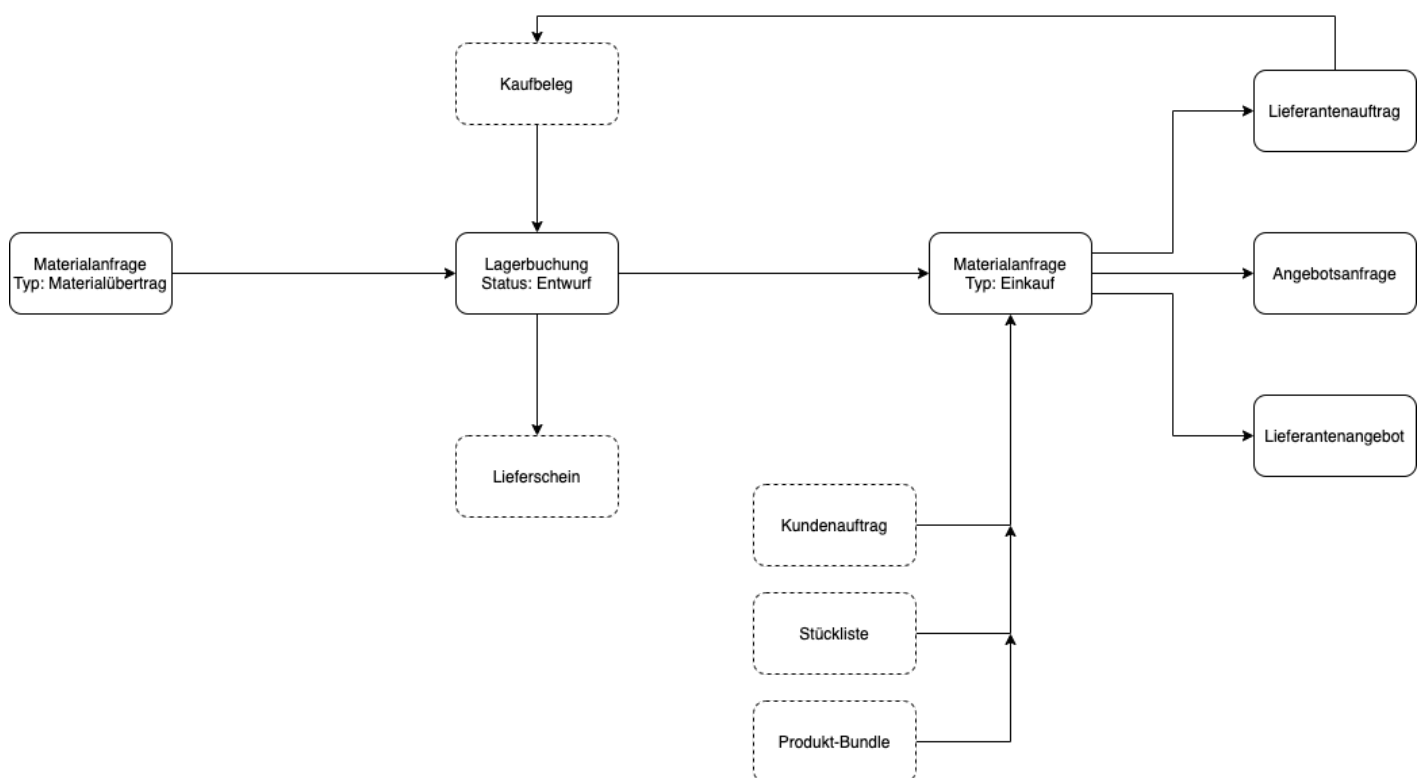 Kaufbeleg
Lieferantenauftrag
Materialanfrage
Typ: Materialübertrag
Lagerbuchung
Status: Entwurf
Materialanfrage
Typ: Einkauf
Angebotsanfrage
Lieferschein
Lieferantenangebot
Kundenauftrag
Stückliste
Produkt-Bundle